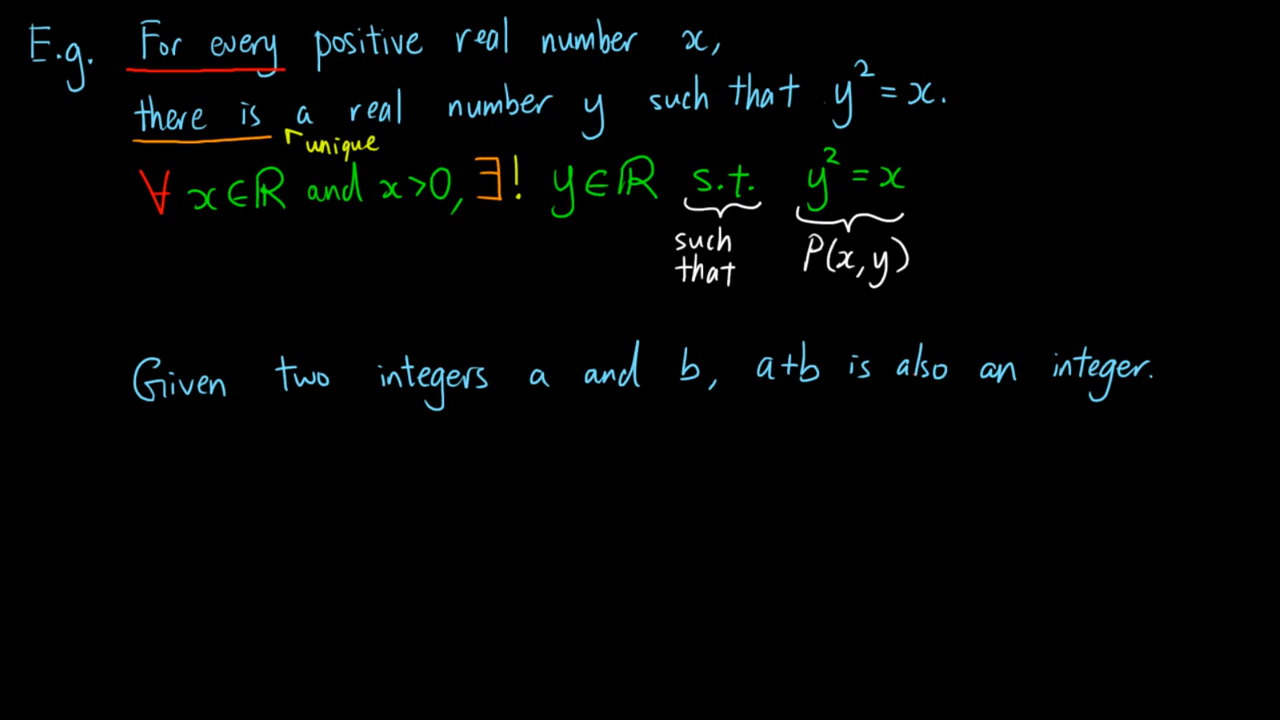 E.g. For every positive real number x,
there is a real number y such that y² = x.
unique
∀ x∈ℝ and x>0, ∃! y∈ℝ s.t. y² = x
such that
P(x,y)
Given two integers a and b, a+b is also an integer.